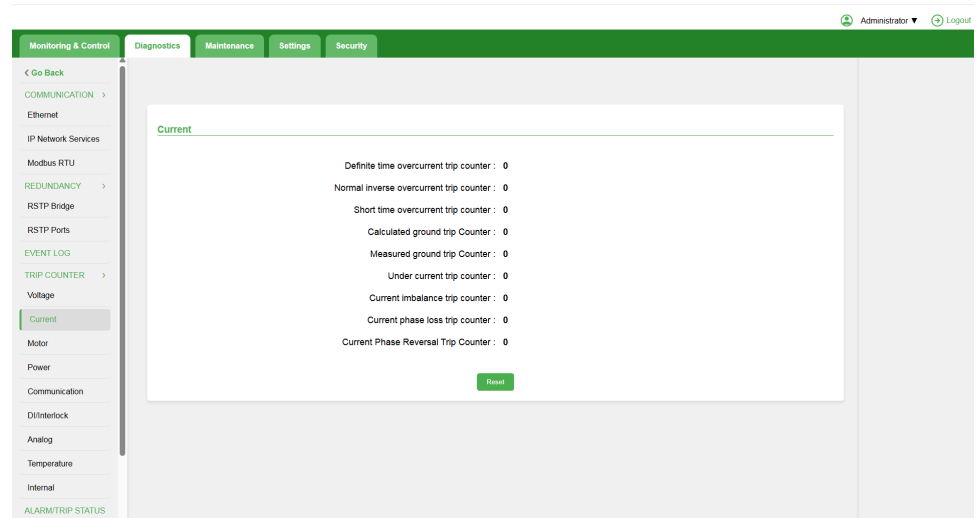 Administrator ▼ Logout
Monitoring & Control Diagnostics Maintenance Settings Security
Go Back
COMMUNICATION
Ethernet
IP Network Services
Modbus RTU
REDUNDANCY
RSTP Bridge
RSTP Ports
EVENT LOG
TRIP COUNTER
Voltage
Current
Motor
Power
Communication
DI/Interlock
Analog
Temperature
Internal
ALARM/TRIP STATUS
Current
Definite time overcurrent trip counter : 0
Normal inverse overcurrent trip counter : 0
Short time overcurrent trip counter : 0
Calculated ground trip Counter : 0
Measured ground trip Counter : 0
Under current trip counter : 0
Current imbalance trip counter : 0
Current phase loss trip counter : 0
Current Phase Reversal Trip Counter : 0
Reset